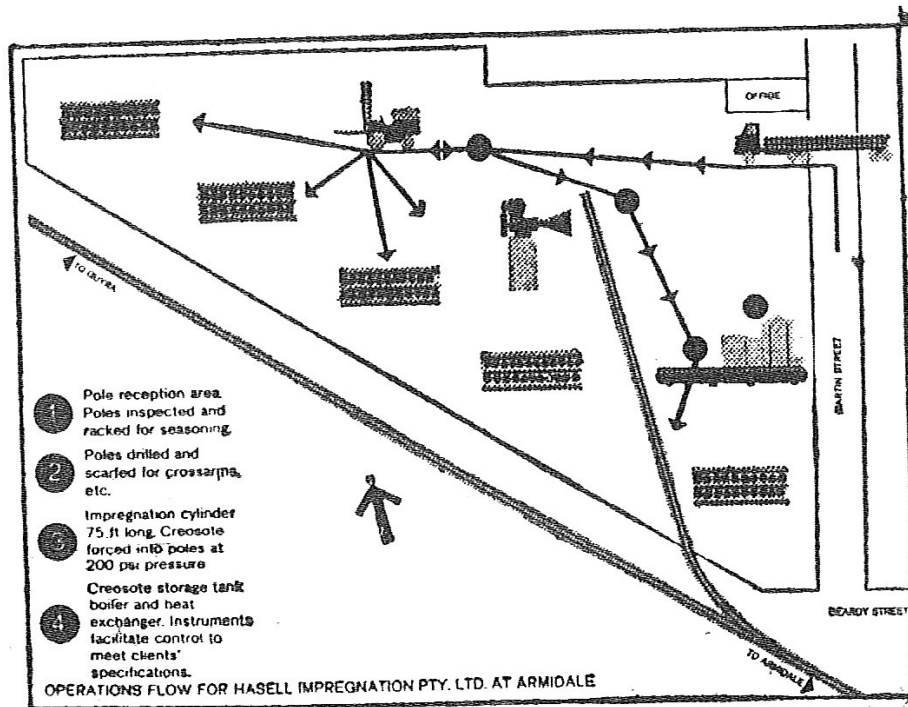 OFFICE
TO GUYRA
MARTIN STREET
1 Pole reception area
Poles inspected and
racked for seasoning.
2 Poles drilled and
scarfed for crossarms,
etc.
3 Impregnation cylinder
75 ft long. Creosote
forced into poles at
200 psi pressure
4 Creosote storage tank
boiler and heat
exchanger. Instruments
facilitate control to
meet clients'
specifications.
BEARDY STREET
TO ARMIDALE
OPERATIONS FLOW FOR HASELL IMPREGNATION PTY. LTD. AT ARMIDALE